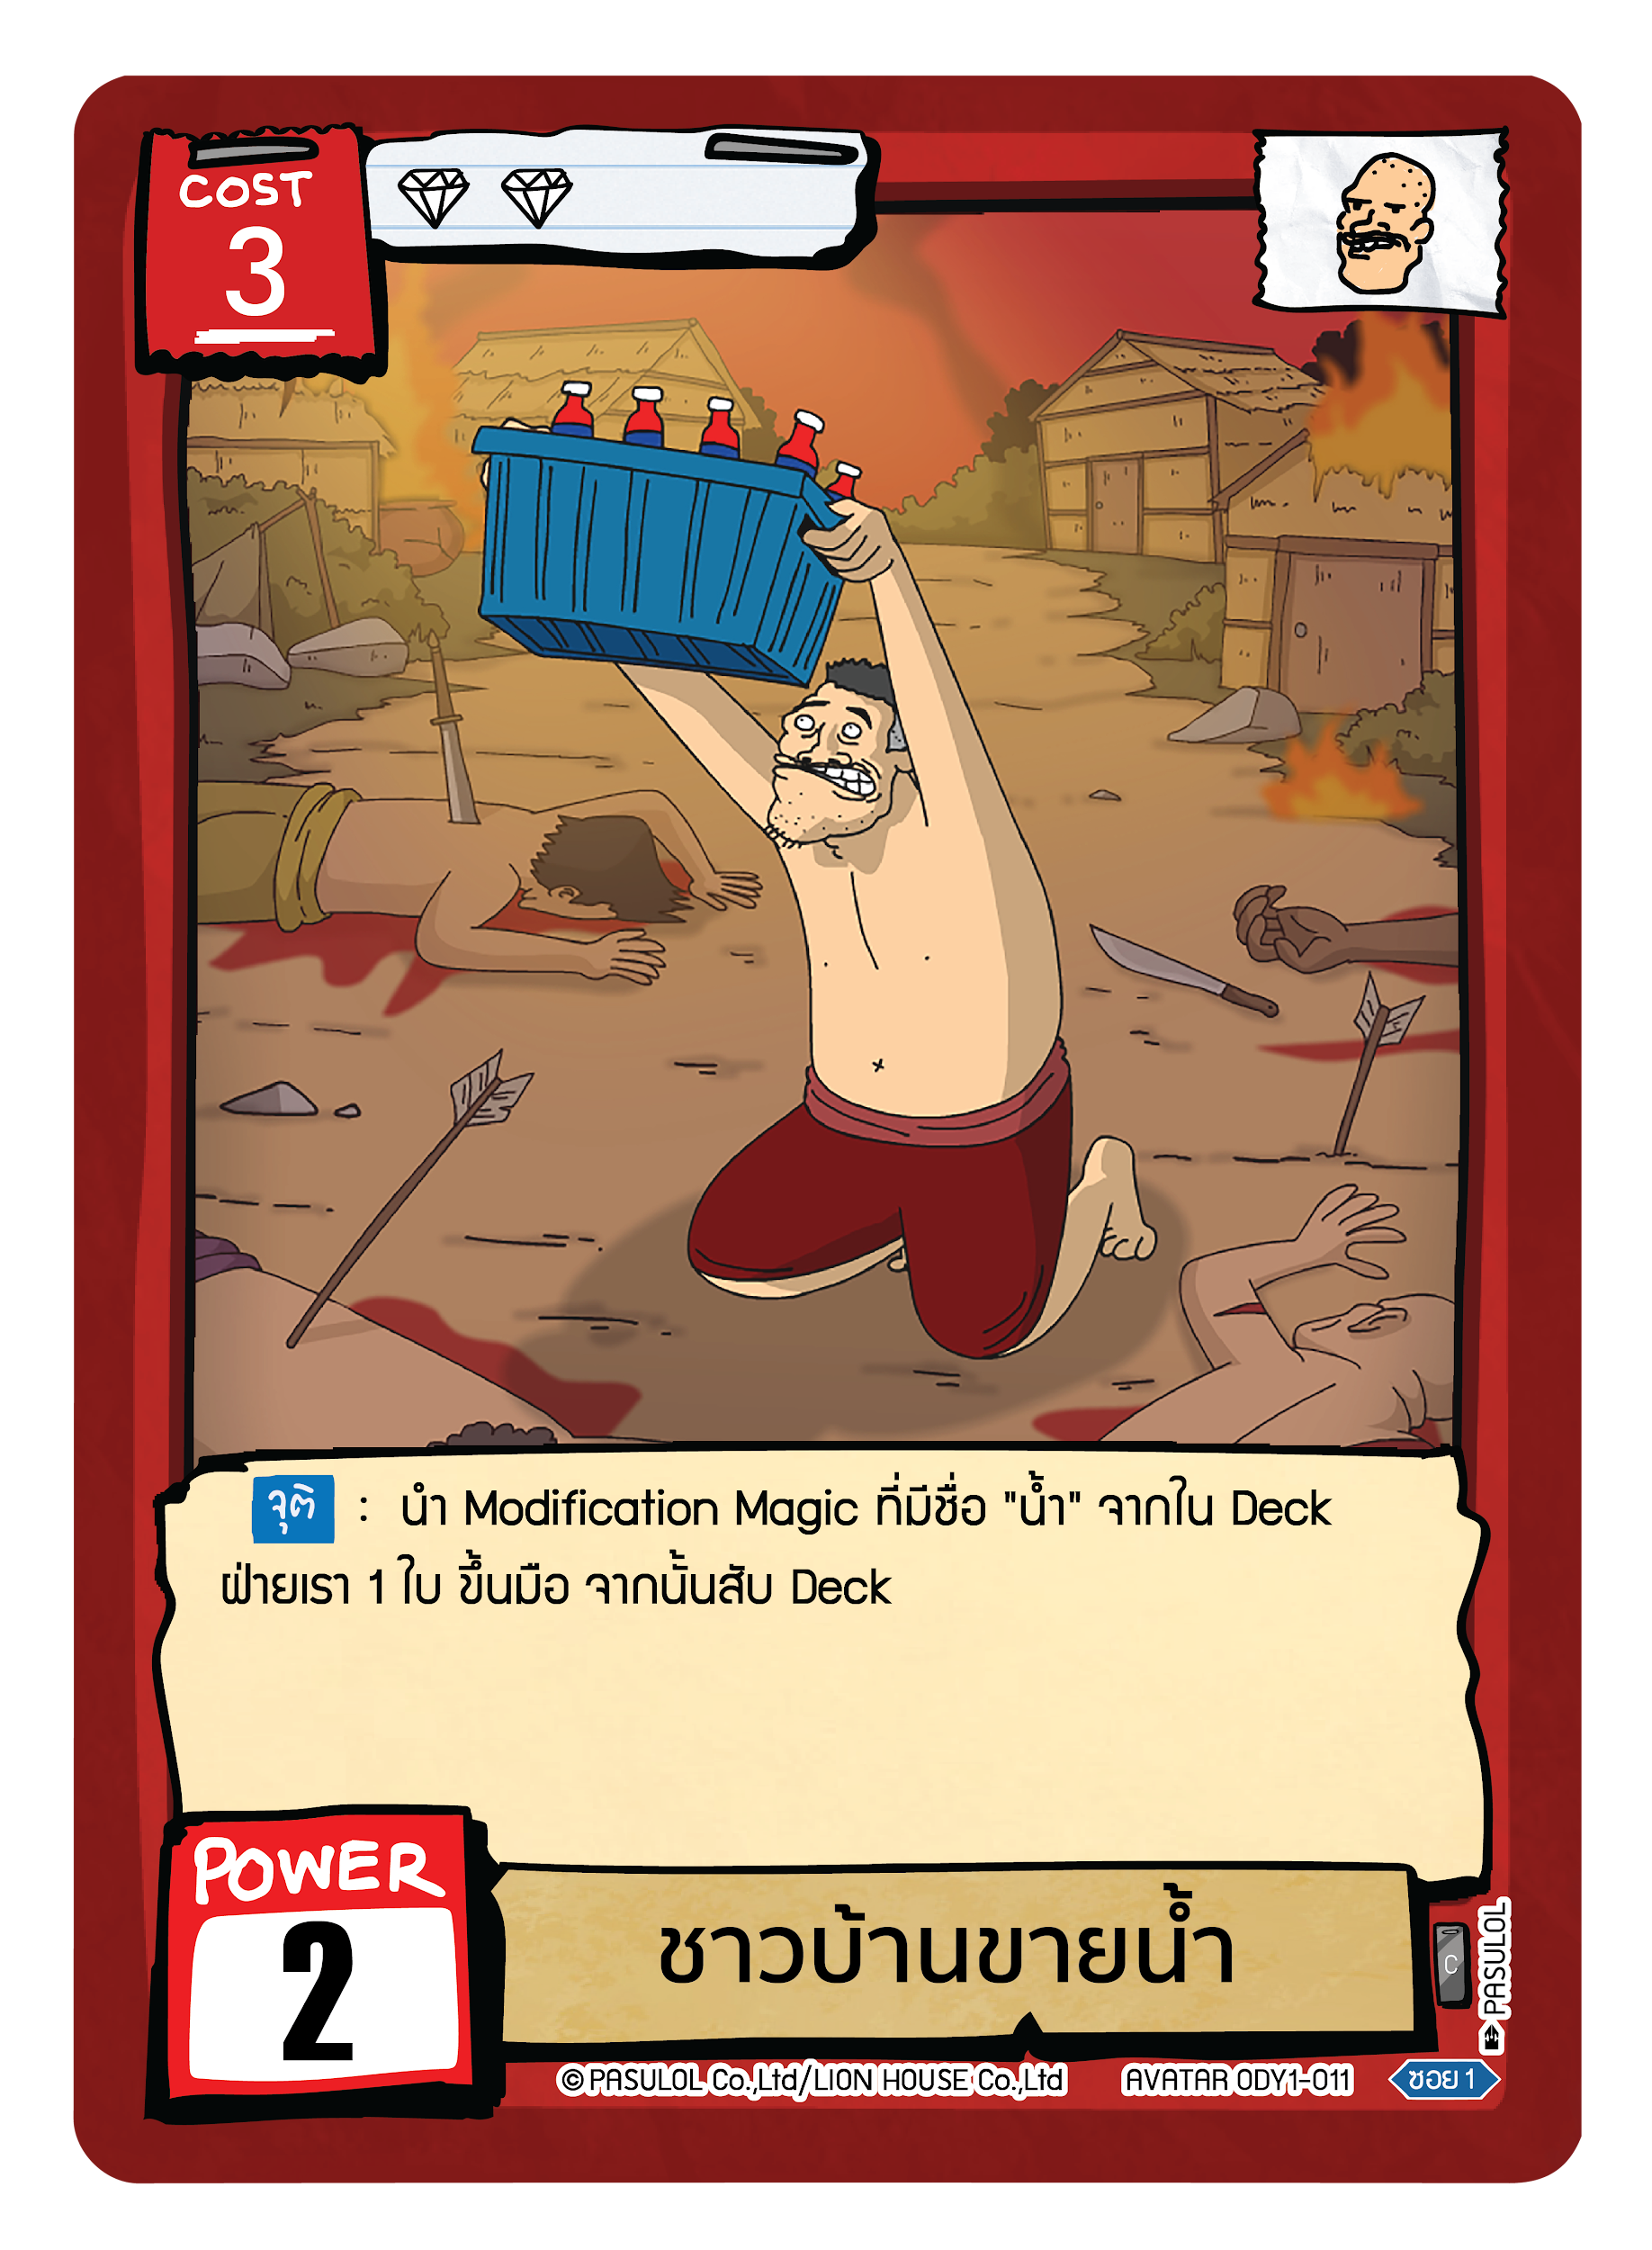 COST
3
จุติ : นำ Modification Magic ที่มีชื่อ "น้ำ" จากใน Deck
ฝ่ายเรา 1 ใบ ขึ้นมือ จากนั้นสับ Deck
POWER
2
ชาวบ้านขายน้ำ
C
PASULOL
©PASULOL Co.,Ltd/LION HOUSE Co.,Ltd AVATAR ODY1-011 ซอย 1